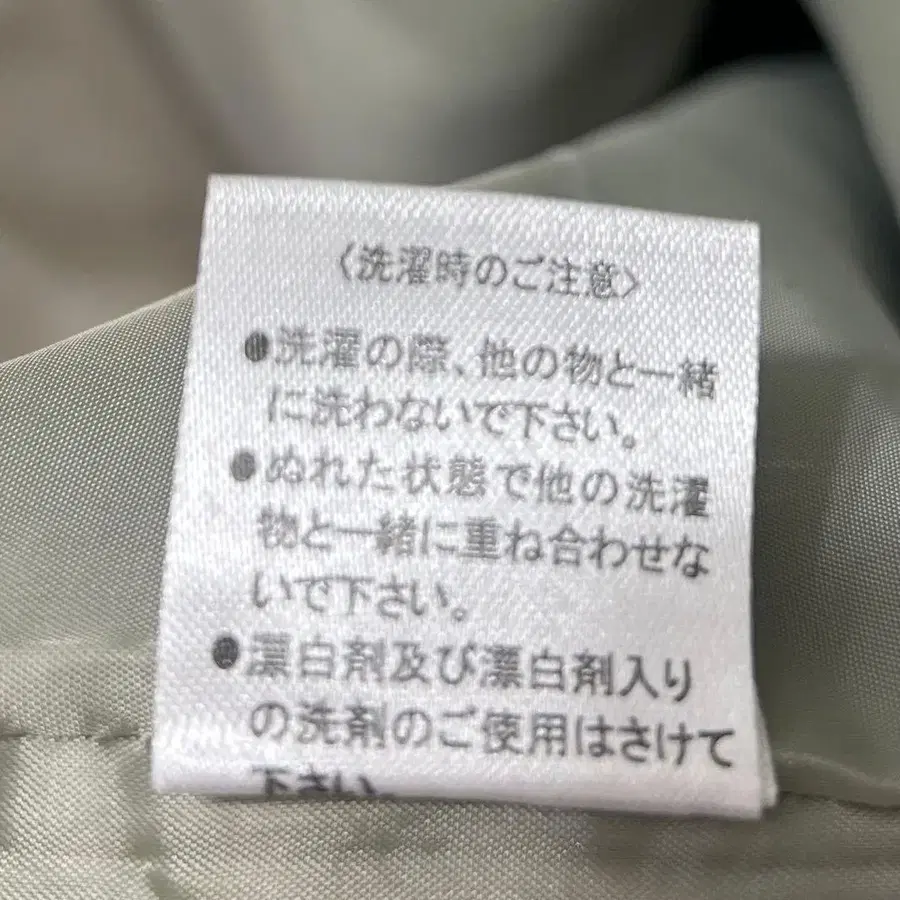 〈洗濯時のご注意〉
●洗濯の際、他の物と一緒
に洗わないで下さい。
●ぬれた状態で他の洗濯
物と一緒に重ね合わせな
いで下さい。
●漂白剤及び漂白剤入り
の洗剤のご使用はさけて
下さい。